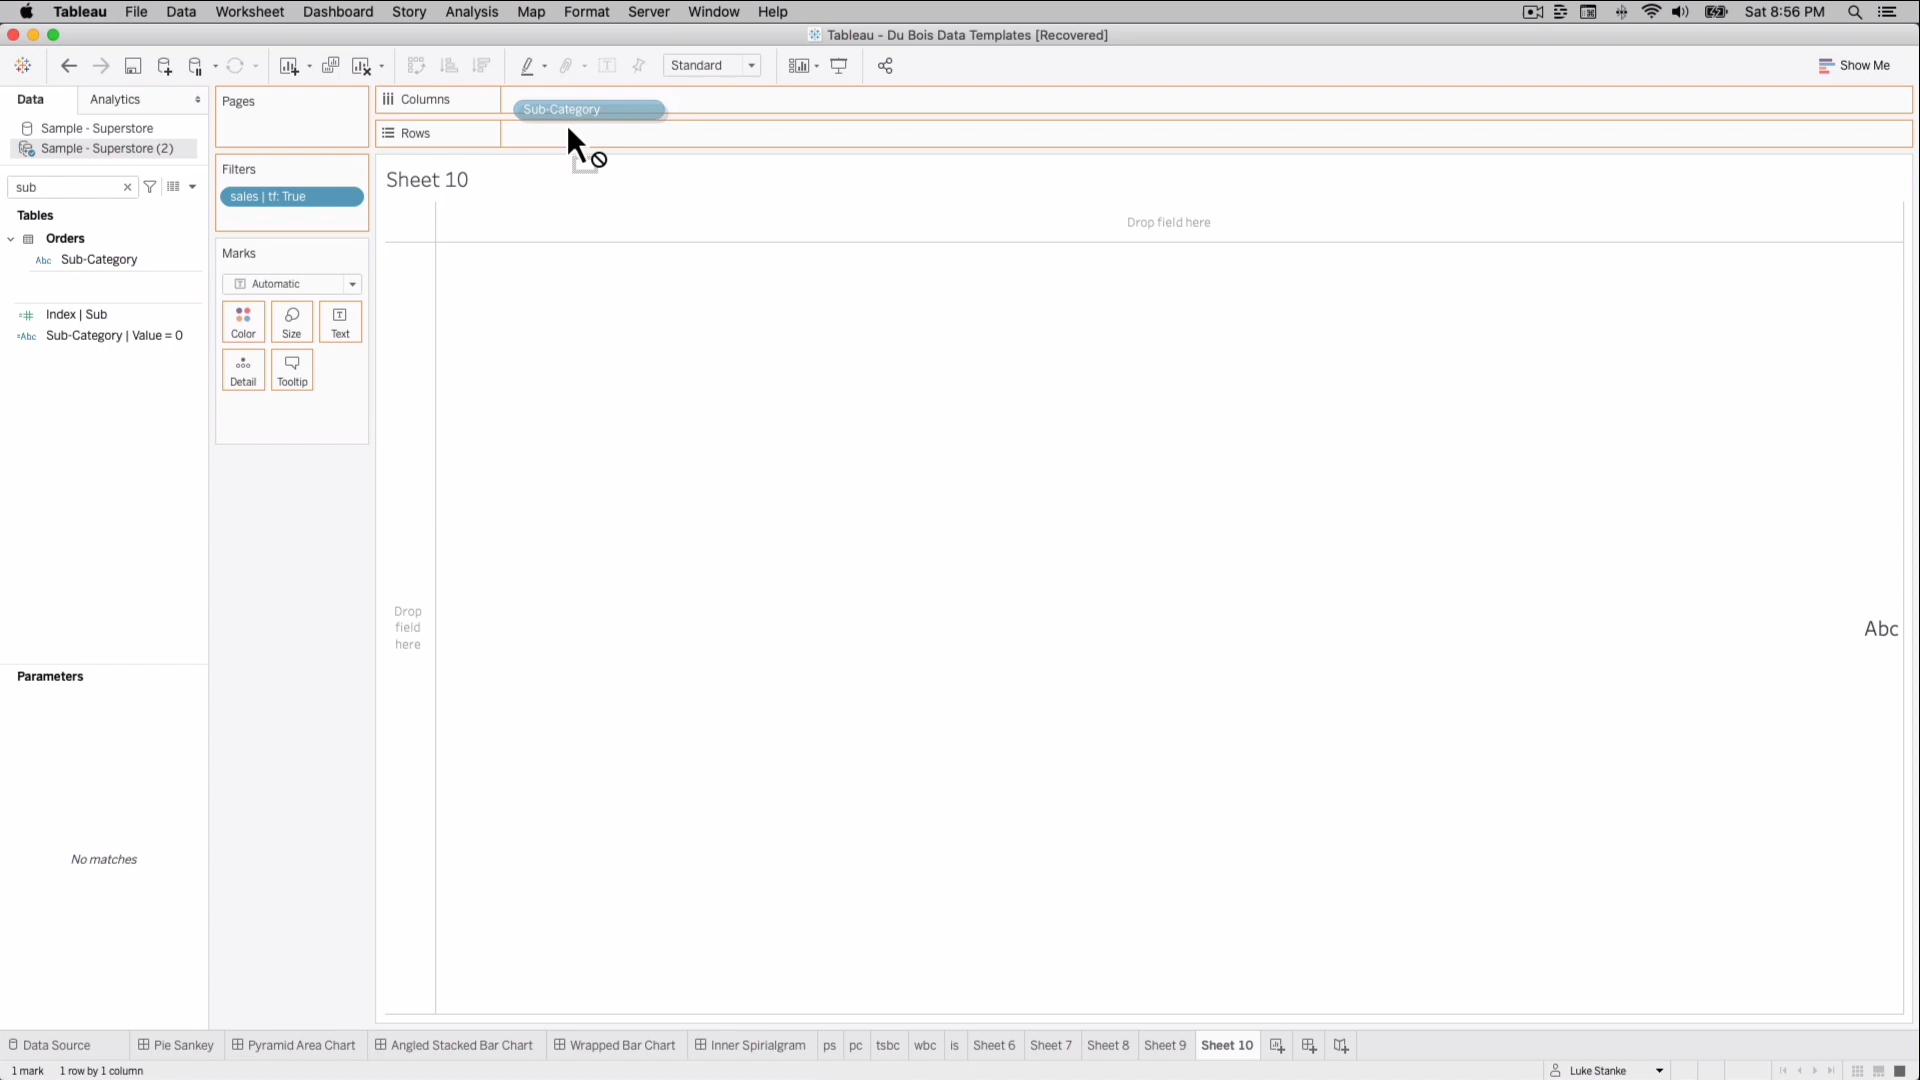 Tableau File Data Worksheet Dashboard Story Analysis Map Format Server Window Help Sat 8:56 PM
Tableau - Du Bois Data Templates [Recovered]
Standard Show Me
Data Analytics
Sample - Superstore
Sample - Superstore (2)
sub
Tables
Orders
Abc Sub-Category
Index | Sub
=Abc Sub-Category | Value = 0
Parameters
No matches
Pages
Filters
sales | tf: True
Marks
Automatic
Color Size Text
Detail Tooltip
Columns
Sub-Category
Rows
Sheet 10
Drop field here
Drop
field
here
Abc
Data Source Pie Sankey Pyramid Area Chart Angled Stacked Bar Chart Wrapped Bar Chart Inner Spirialgram ps pc tsbc wbc is Sheet 6 Sheet 7 Sheet 8 Sheet 9 Sheet 10
1 mark 1 row by 1 column Luke Stanke